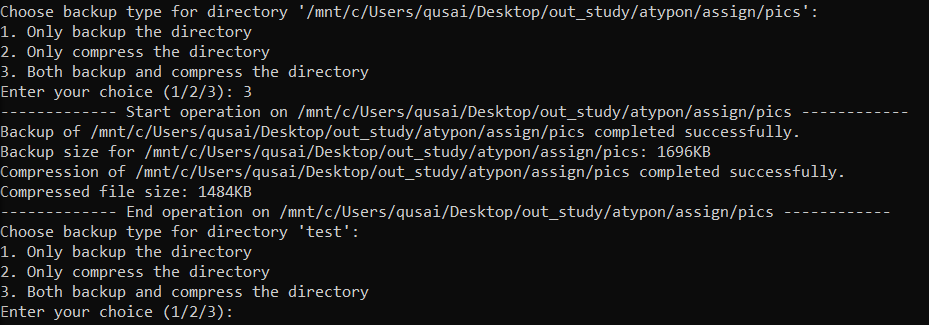 Choose backup type for directory '/mnt/c/Users/qusai/Desktop/out_study/atypon/assign/pics':
1. Only backup the directory
2. Only compress the directory
3. Both backup and compress the directory
Enter your choice (1/2/3): 3
------------- Start operation on /mnt/c/Users/qusai/Desktop/out_study/atypon/assign/pics ------------
Backup of /mnt/c/Users/qusai/Desktop/out_study/atypon/assign/pics completed successfully.
Backup size for /mnt/c/Users/qusai/Desktop/out_study/atypon/assign/pics: 1696KB
Compression of /mnt/c/Users/qusai/Desktop/out_study/atypon/assign/pics completed successfully.
Compressed file size: 1484KB
------------- End operation on /mnt/c/Users/qusai/Desktop/out_study/atypon/assign/pics ------------
Choose backup type for directory 'test':
1. Only backup the directory
2. Only compress the directory
3. Both backup and compress the directory
Enter your choice (1/2/3):